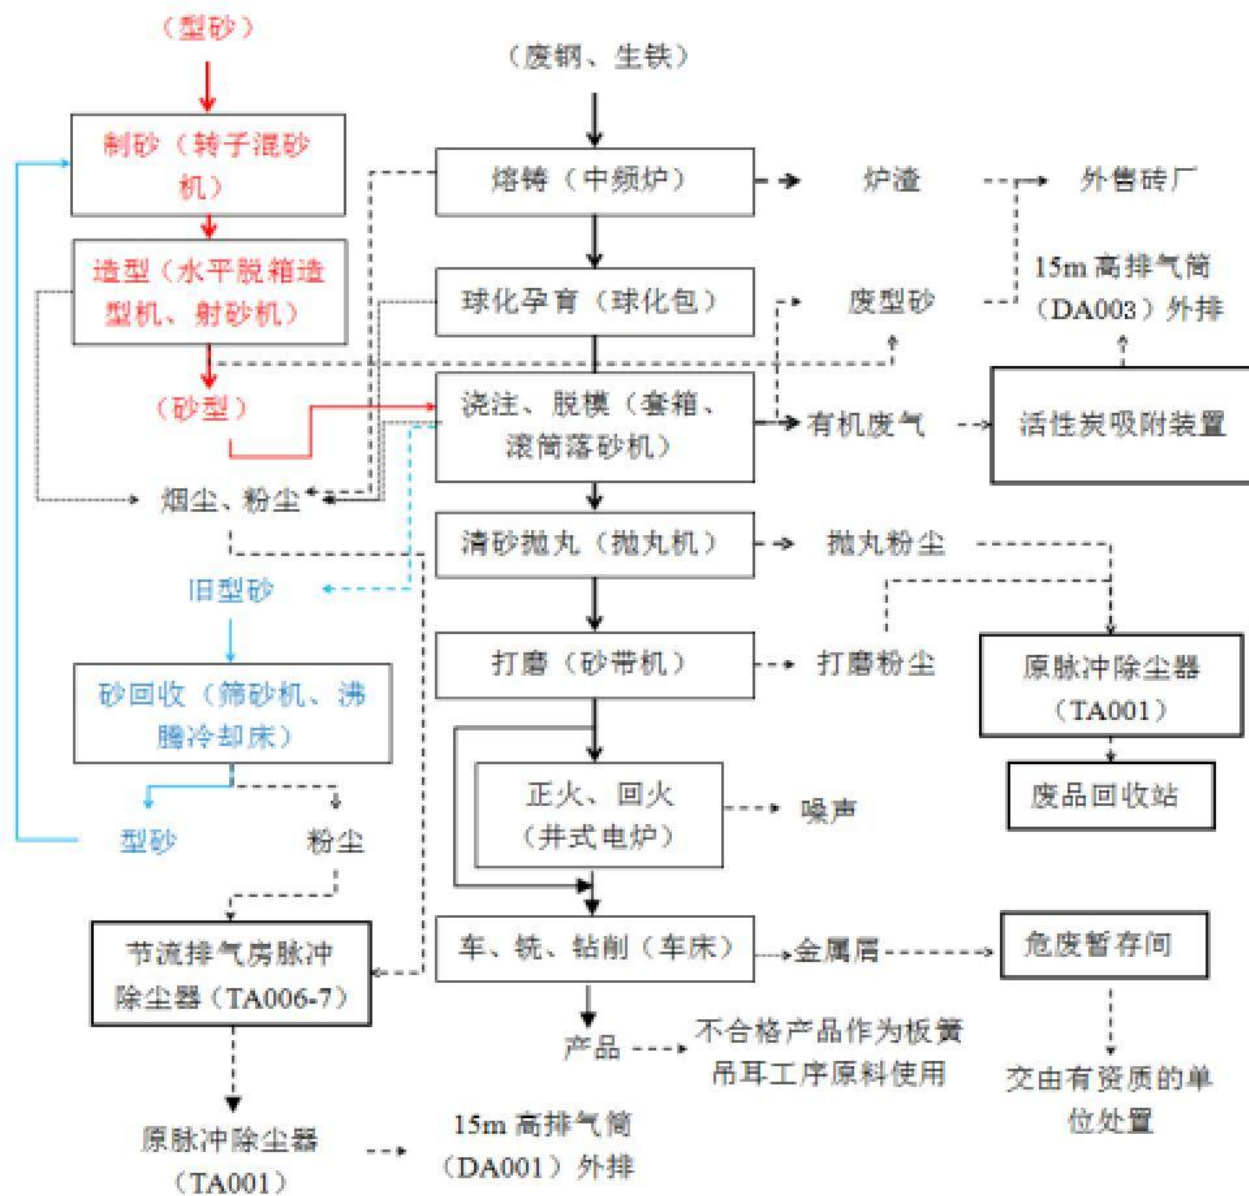 （型砂）
（废钢、生铁）
制砂（转子混砂
机）
熔铸（中频炉）
炉渣
外售砖厂
造型（水平脱箱造
型机、射砂机）
球化孕育（球化包）
废型砂
15m 高排气筒
（DA003）外排
（砂型）
浇注、脱模（套箱、
滚筒落砂机）
有机废气
活性炭吸附装置
烟尘、粉尘
清砂抛丸（抛丸机）
抛丸粉尘
旧型砂
打磨（砂带机）
打磨粉尘
原脉冲除尘器
（TA001）
砂回收（筛砂机、沸
腾冷却床）
正火、回火
（井式电炉）
噪声
废品回收站
型砂
粉尘
节流排气房脉冲
除尘器（TA006-7）
车、铣、钻削（车床）
金属屑
危废暂存间
产品
不合格产品作为板簧
吊耳工序原料使用
交由有资质的单
位处置
原脉冲除尘器
（TA001）
15m 高排气筒
（DA001）外排